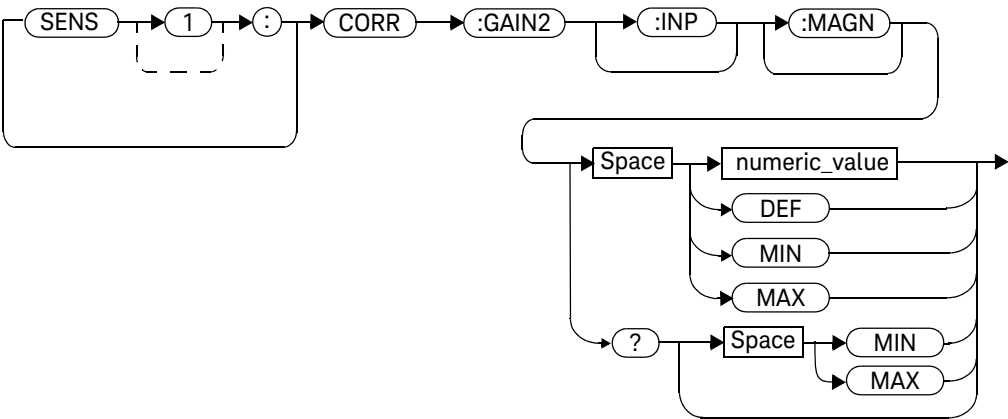 SENS 1 : CORR :GAIN2 :INP :MAGN
Space numeric_value
DEF
MIN
MAX
? Space MIN
MAX